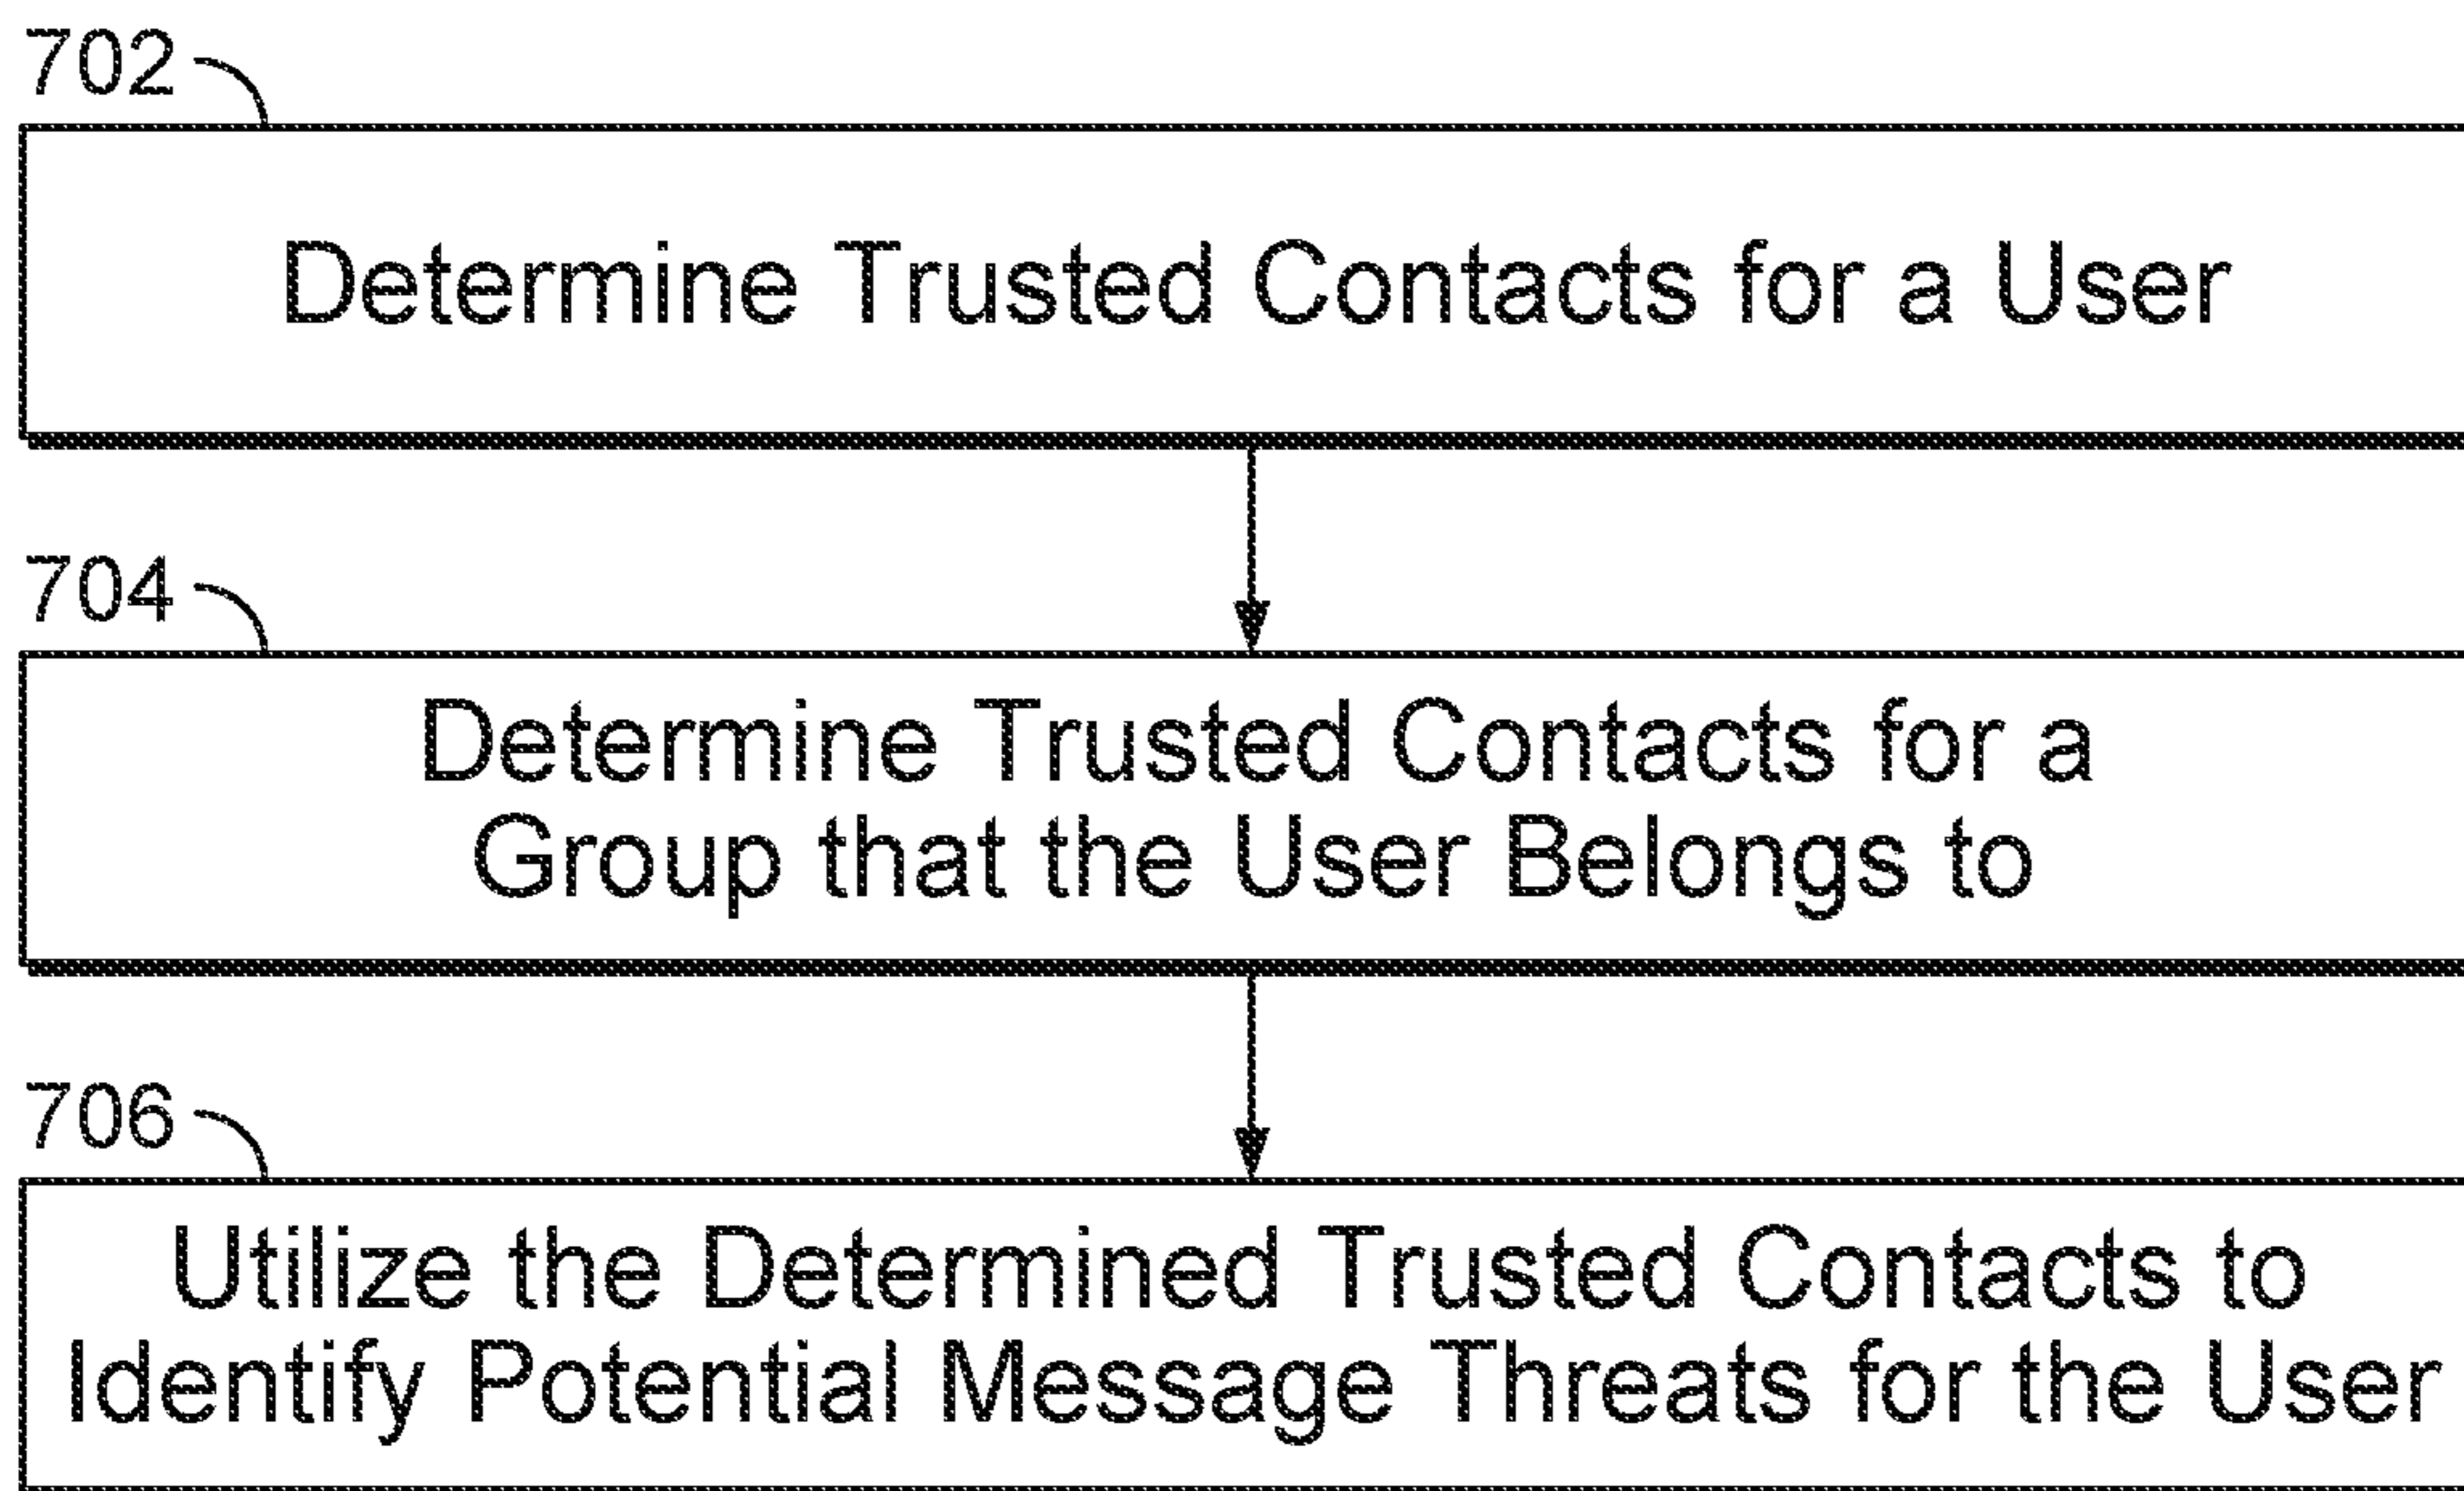 702
Determine Trusted Contacts for a User
704
Determine Trusted Contacts for a
Group that the User Belongs to
706
Utilize the Determined Trusted Contacts to
Identify Potential Message Threats for the User